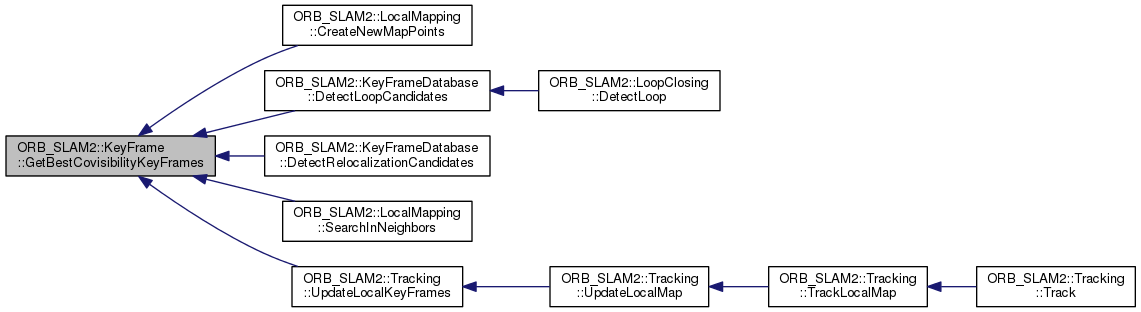 ORB_SLAM2::LocalMapping
::CreateNewMapPoints
ORB_SLAM2::KeyFrameDatabase
::DetectLoopCandidates
ORB_SLAM2::LoopClosing
::DetectLoop
ORB_SLAM2::KeyFrame
::GetBestCovisibilityKeyFrames
ORB_SLAM2::KeyFrameDatabase
::DetectRelocalizationCandidates
ORB_SLAM2::LocalMapping
::SearchInNeighbors
ORB_SLAM2::Tracking
::UpdateLocalKeyFrames
ORB_SLAM2::Tracking
::UpdateLocalMap
ORB_SLAM2::Tracking
::TrackLocalMap
ORB_SLAM2::Tracking
::Track